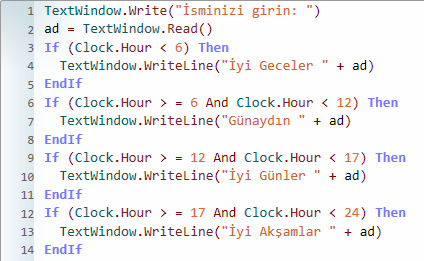 1 TextWindow.Write("İsminizi girin: ")
2 ad = TextWindow.Read()
3 If (Clock.Hour < 6) Then
4 TextWindow.WriteLine("İyi Geceler " + ad)
5 EndIf
6 If (Clock.Hour > = 6 And Clock.Hour < 12) Then
7 TextWindow.WriteLine("Günaydın " + ad)
8 EndIf
9 If (Clock.Hour > = 12 And Clock.Hour < 17) Then
10 TextWindow.WriteLine("İyi Günler " + ad)
11 EndIf
12 If (Clock.Hour > = 17 And Clock.Hour < 24) Then
13 TextWindow.WriteLine("İyi Akşamlar " + ad)
14 EndIf